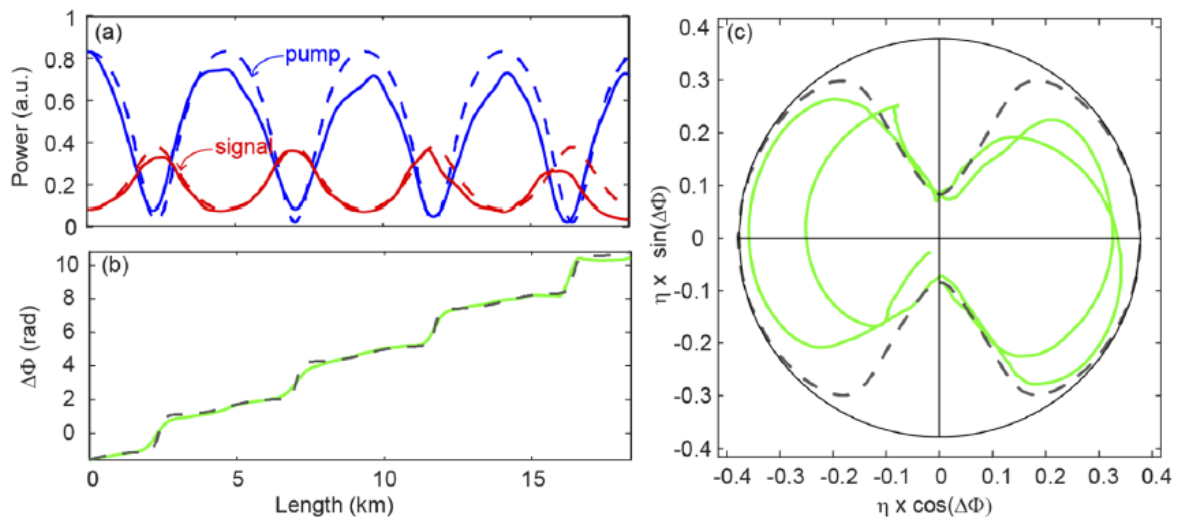 (a)
1
0.8
0.6
0.4
0.2
0
Power (a.u.)
pump
signal
(b)
10
8
6
4
2
0
ΔΦ (rad)
0 5 10 15
Length (km)
(c)
0.4
0.3
0.2
0.1
0
-0.1
-0.2
-0.3
-0.4
η x sin(ΔΦ)
-0.4 -0.3 -0.2 -0.1 0 0.1 0.2 0.3 0.4
η x cos(ΔΦ)